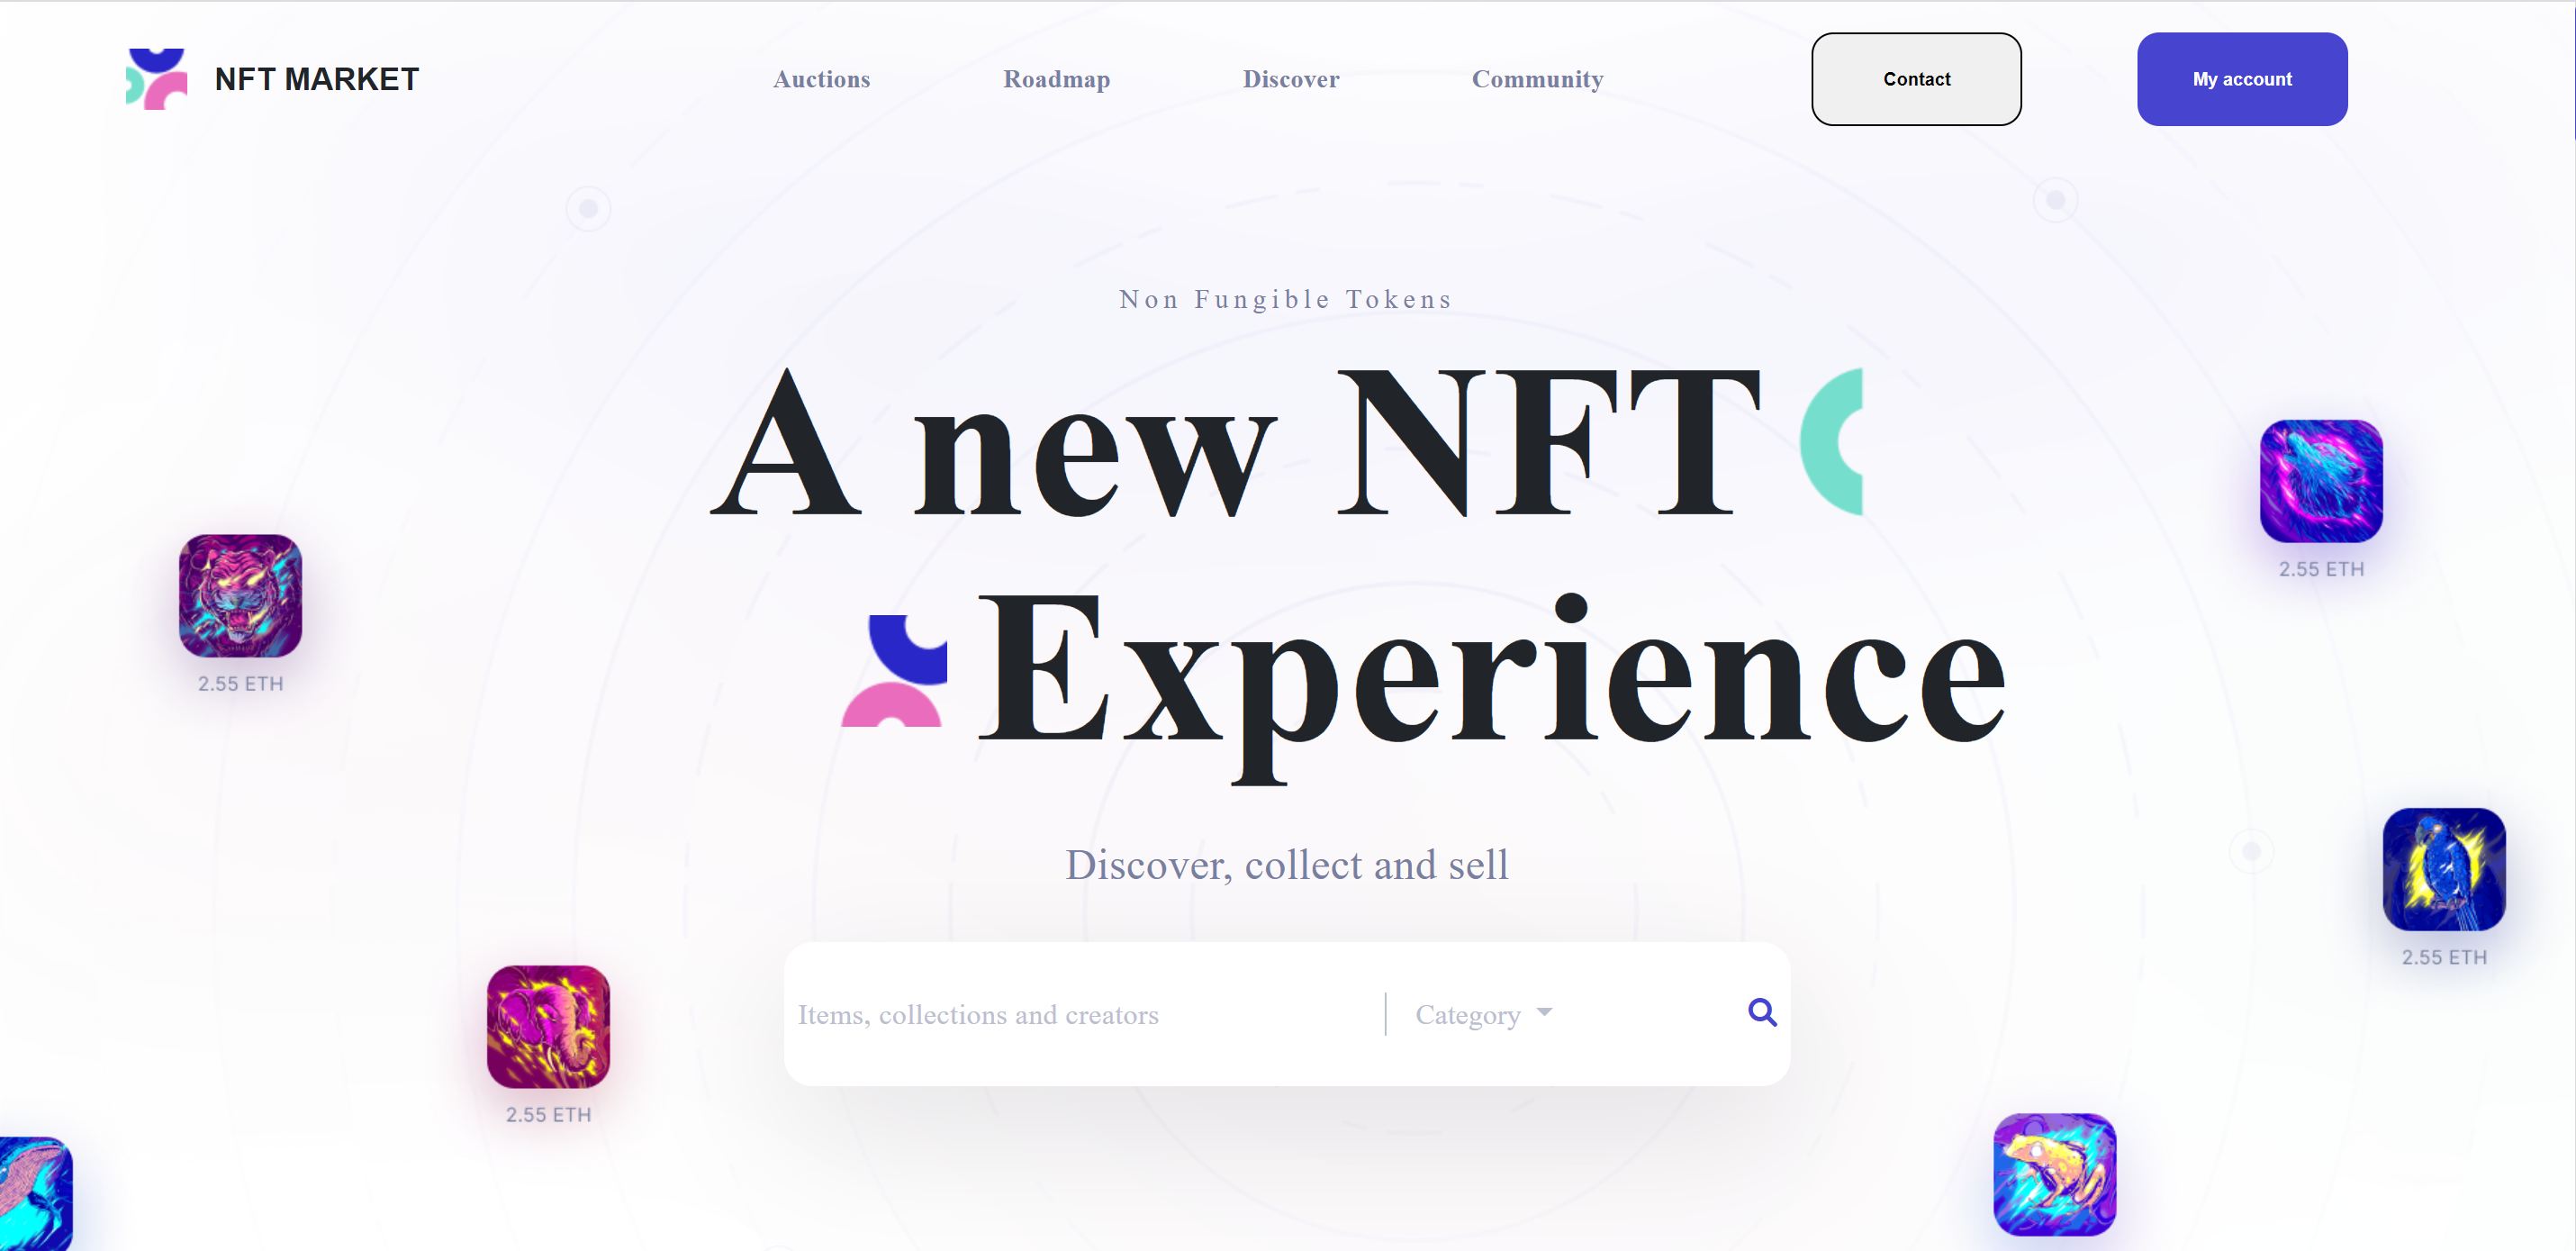 NFT MARKET
Auctions
Roadmap
Discover
Community
Contact
My account
Non Fungible Tokens
A new NFT
Experience
Discover, collect and sell
Items, collections and creators
Category
2.55 ETH
2.55 ETH
2.55 ETH
2.55 ETH